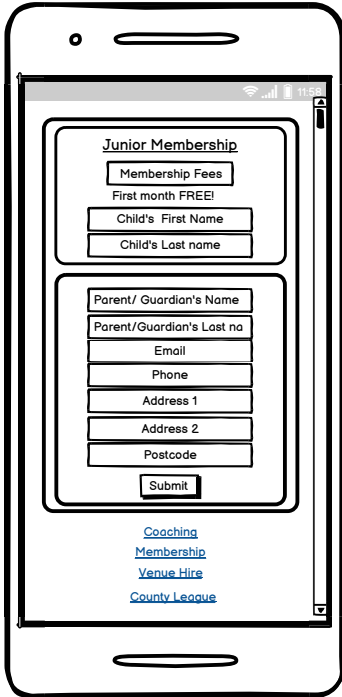 11:58
Junior Membership
Membership Fees
First month FREE!
Child's First Name
Child's Last name
Parent/ Guardian's Name
Parent/Guardian's Last na
Email
Phone
Address 1
Address 2
Postcode
Submit
Coaching
Membership
Venue Hire
County League